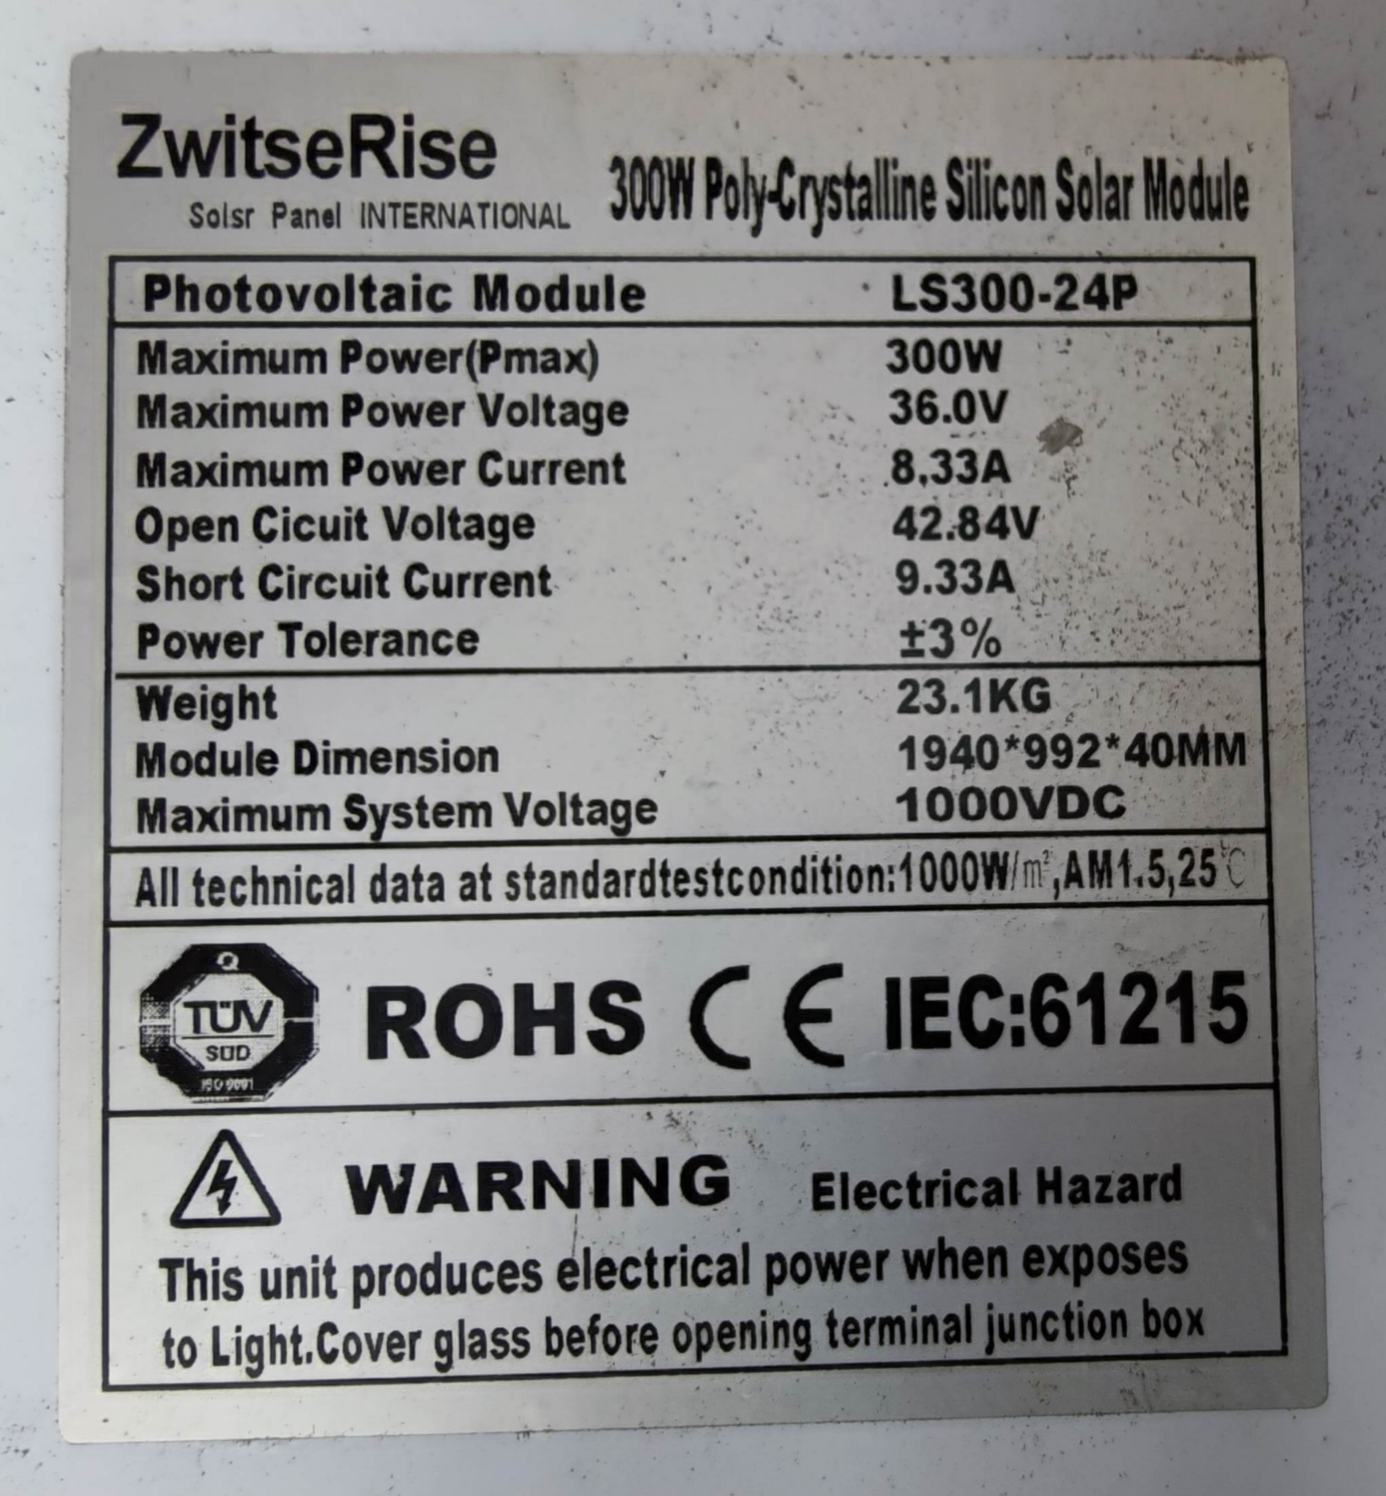 ZwitseRise
Solsr Panel INTERNATIONAL
300W Poly-Crystalline Silicon Solar Module
Photovoltaic Module LS300-24P
Maximum Power(Pmax) 300W
Maximum Power Voltage 36.0V
Maximum Power Current 8.33A
Open Cicuit Voltage 42.84V
Short Circuit Current 9.33A
Power Tolerance ±3%
Weight 23.1KG
Module Dimension 1940*992*40MM
Maximum System Voltage 1000VDC
All technical data at standardtestcondition:1000W/m²,AM1.5,25℃
Q
TÜV
SÜD
ISO 9001
ROHS CE IEC:61215
WARNING Electrical Hazard
This unit produces electrical power when exposes
to Light.Cover glass before opening terminal junction box